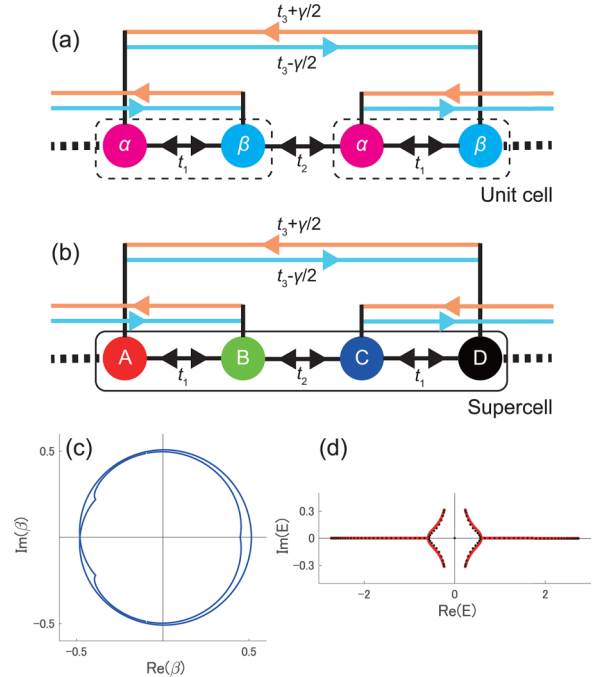 (a)
t₃+γ/2
t₃-γ/2
α β α β
t₁ t₂ t₁
Unit cell
(b)
t₃+γ/2
t₃-γ/2
A B C D
t₁ t₂ t₁
Supercell
(c)
0.5
Im(β)
−0.5
−0.5 0.5
Re(β)
(d)
0.3
0
−0.3
Im(E)
−2 0 2
Re(E)